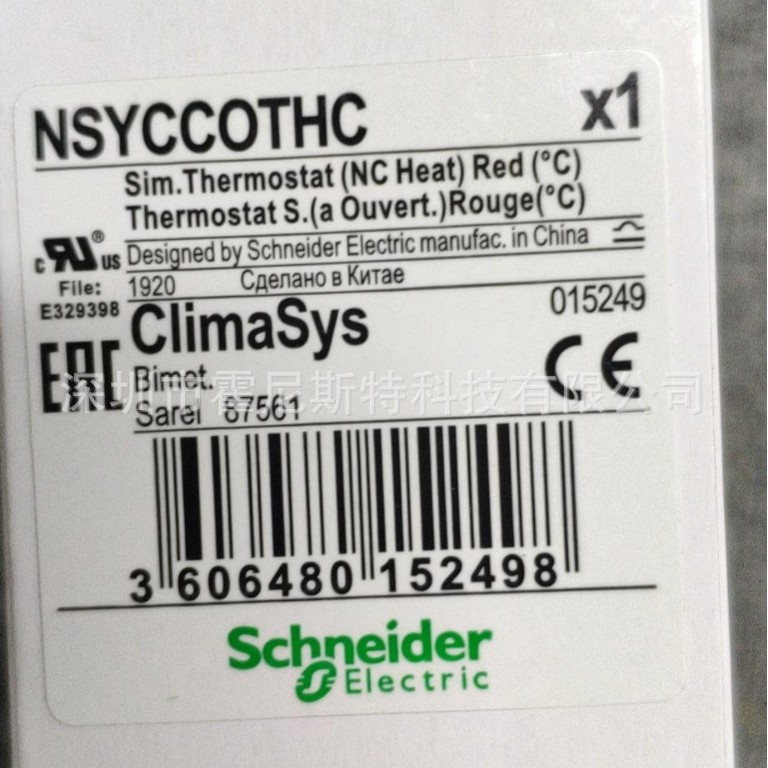 NSYCCOTHC x1
Sim.Thermostat (NC Heat) Red (°C)
Thermostat S.(a Ouvert.)Rouge(°C)
c RU ® us Designed by Schneider Electric manufac. in China
File: 1920 Сделано в Китае
E329398 ClimaSys 015249
EAC Bimet. CE
深圳市霍尼斯特科技有限公司
Sarel 87561
3 606480 152498
Schneider
Electric